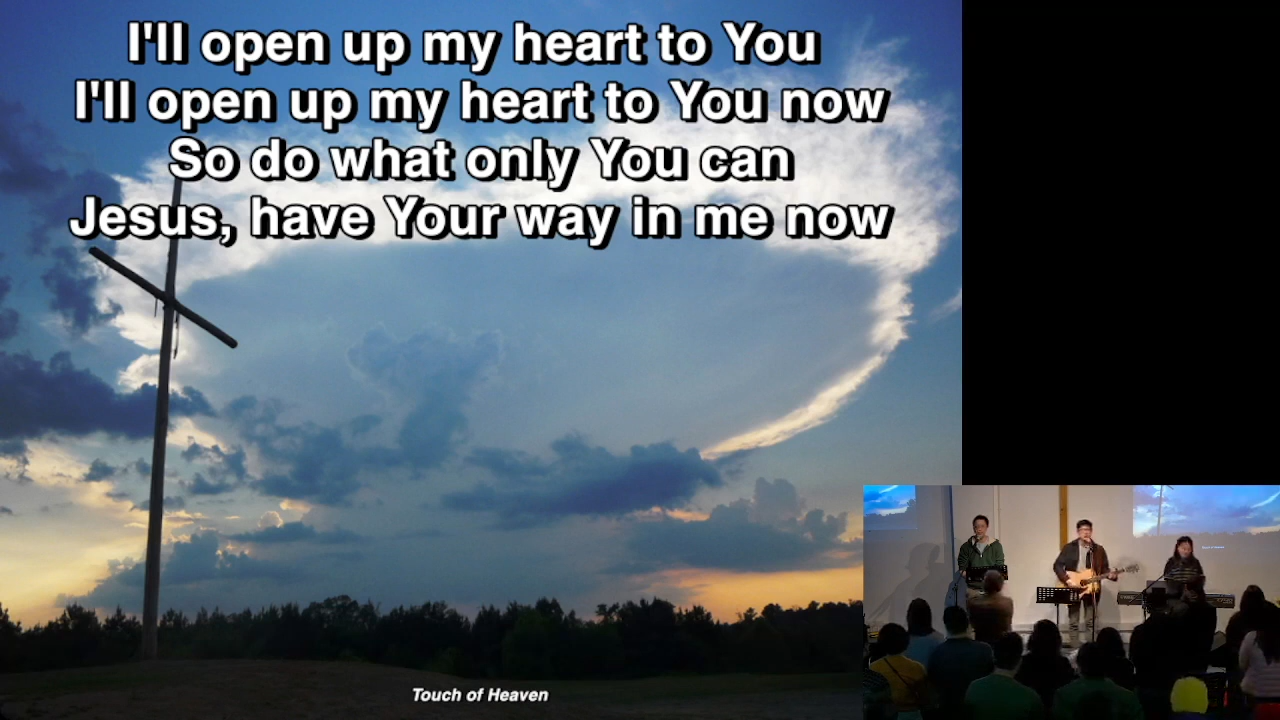 I'll open up my heart to You
I'll open up my heart to You now
So do what only You can
Jesus, have Your way in me now
Touch of Heaven